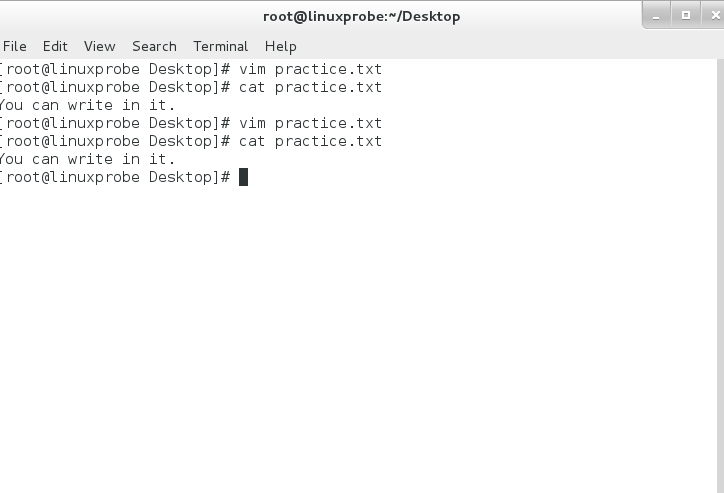 root@linuxprobe:~/Desktop
File Edit View Search Terminal Help
[root@linuxprobe Desktop]# vim practice.txt
[root@linuxprobe Desktop]# cat practice.txt
You can write in it.
[root@linuxprobe Desktop]# vim practice.txt
[root@linuxprobe Desktop]# cat practice.txt
You can write in it.
[root@linuxprobe Desktop]#